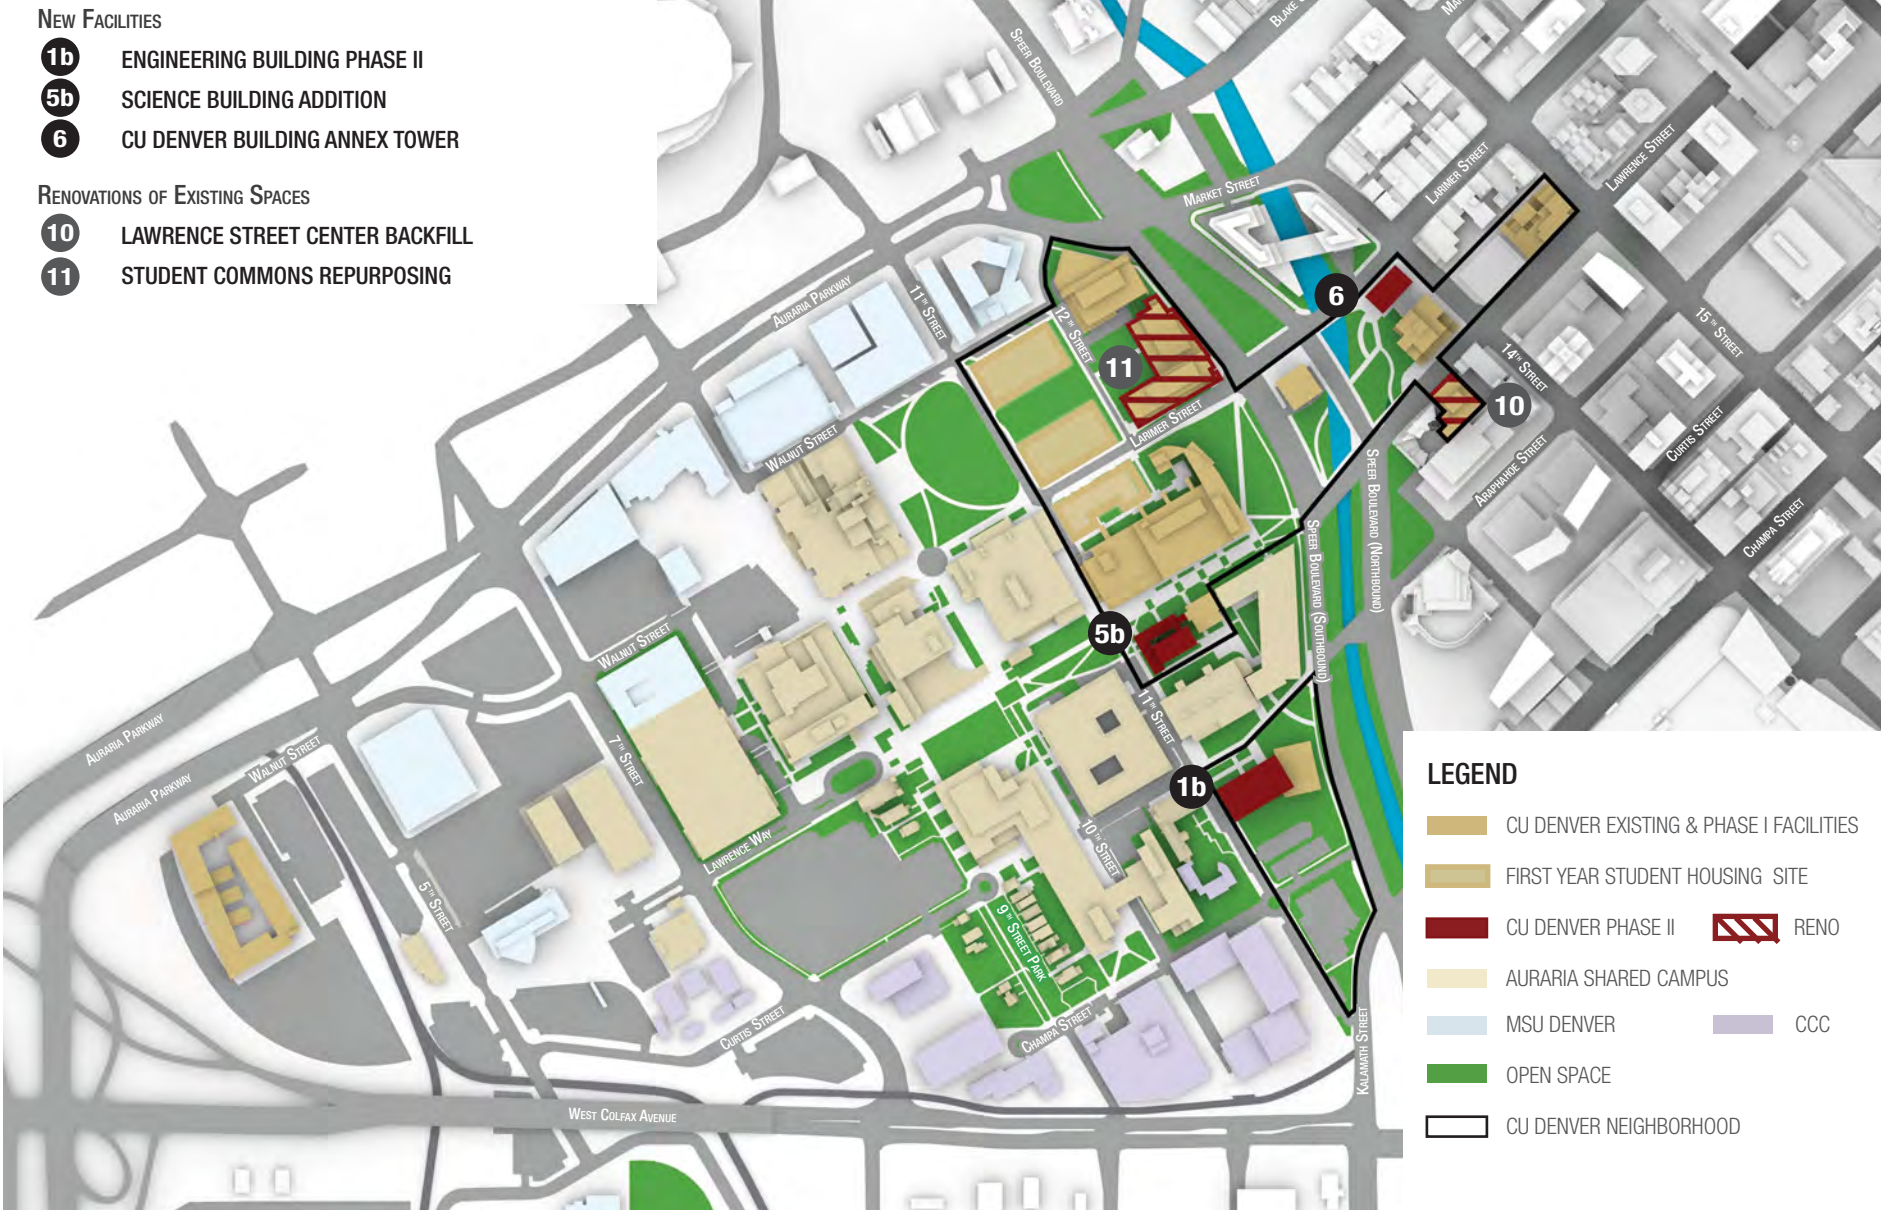 New Facilities
1b ENGINEERING BUILDING PHASE II
5b SCIENCE BUILDING ADDITION
6 CU DENVER BUILDING ANNEX TOWER
Renovations of Existing Spaces
10 LAWRENCE STREET CENTER BACKFILL
11 STUDENT COMMONS REPURPOSING
Speer Boulevard
Market Street
Larimer Street
Lawrence Street
Auraria Parkway
11th Street
12th Street
6
11
10
15th Street
14th Street
Larimer Street
Walnut Street
Curtis Street
Araphahoe Street
Champa Street
Speer Boulevard (Northbound)
Speer Boulevard (Southbound)
5b
Walnut Street
11th Street
7th Street
1b
Auraria Parkway
Walnut Street
Auraria Parkway
Lawrence Way
10th Street
5th Street
9th Street Park
Curtis Street
Champa Street
Kalamath Street
West Colfax Avenue
LEGEND
CU DENVER EXISTING & PHASE I FACILITIES
FIRST YEAR STUDENT HOUSING SITE
CU DENVER PHASE II RENO
AURARIA SHARED CAMPUS
MSU DENVER CCC
OPEN SPACE
CU DENVER NEIGHBORHOOD